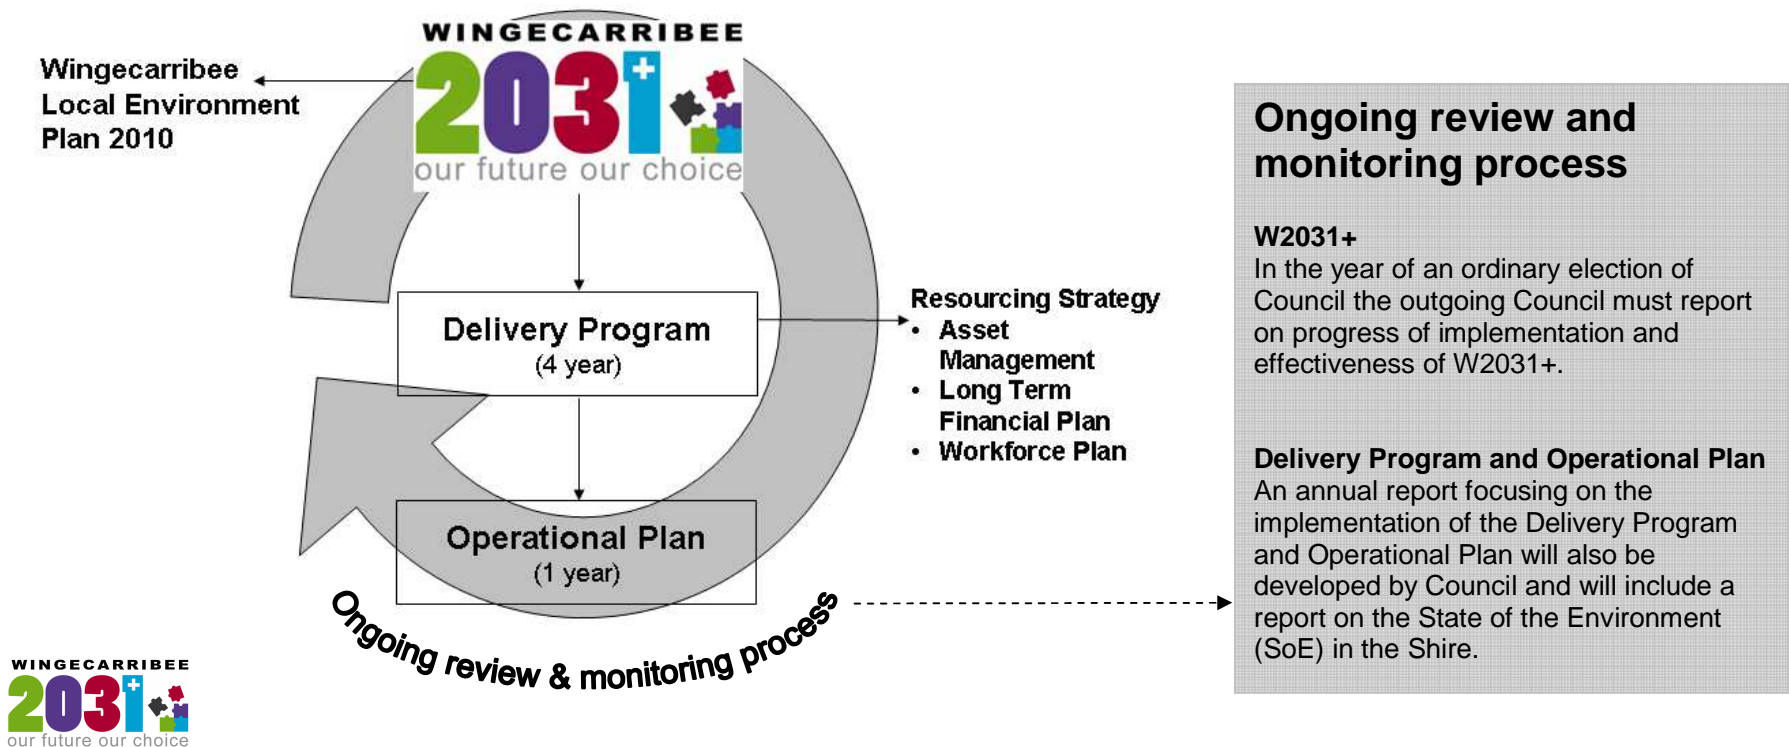 WINGECARRIBEE
2031+
our future our choice
Wingecarribee
Local Environment
Plan 2010
Delivery Program
(4 year)
Resourcing Strategy
• Asset
Management
• Long Term
Financial Plan
• Workforce Plan
Operational Plan
(1 year)
Ongoing review & monitoring process
Ongoing review and
monitoring process
W2031+
In the year of an ordinary election of
Council the outgoing Council must report
on progress of implementation and
effectiveness of W2031+.
Delivery Program and Operational Plan
An annual report focusing on the
implementation of the Delivery Program
and Operational Plan will also be
developed by Council and will include a
report on the State of the Environment
(SoE) in the Shire.
WINGECARRIBEE
2031+
our future our choice